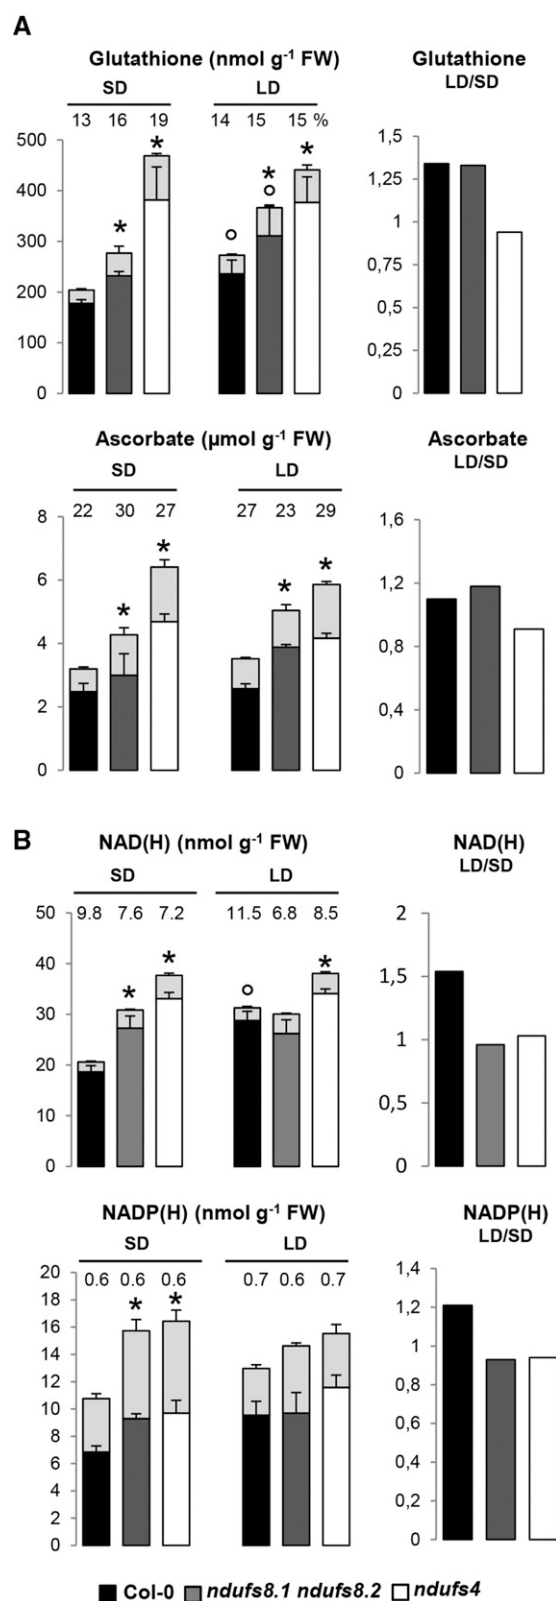 A
Glutathione (nmol g⁻¹ FW)
SD LD
13 16 19 14 15 15 %
* * * *
500
400
300
200
100
0
Glutathione
LD/SD
1,5
1,25
1
0,75
0,5
0,25
0
Ascorbate (µmol g⁻¹ FW)
SD LD
22 30 27 27 23 29
* * * *
8
6
4
2
0
Ascorbate
LD/SD
1,6
1,2
0,8
0,4
0
B
NAD(H) (nmol g⁻¹ FW)
SD LD
9.8 7.6 7.2 11.5 6.8 8.5
* * *
50
40
30
20
10
0
NAD(H)
LD/SD
2
1,5
1
0,5
0
NADP(H) (nmol g⁻¹ FW)
SD LD
0.6 0.6 0.6 0.7 0.6 0.7
* *
20
18
16
14
12
10
8
6
4
2
0
NADP(H)
LD/SD
1,4
1,2
1
0,8
0,6
0,4
0,2
0
Col-0 ndufs8.1 ndufs8.2 ndufs4